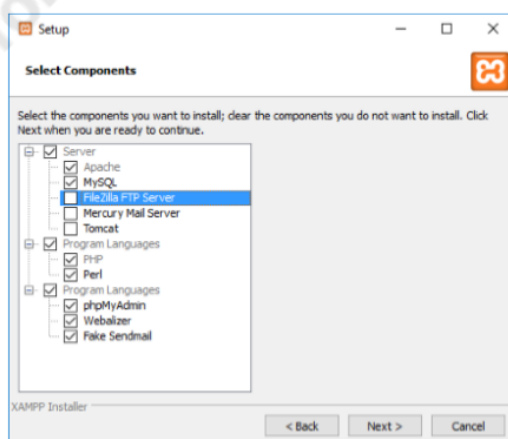 Setup
Select Components
Select the components you want to install; clear the components you do not want to install. Click
Next when you are ready to continue.
Server
Apache
MySQL
FileZilla FTP Server
Mercury Mail Server
Tomcat
Program Languages
PHP
Perl
Program Languages
phpMyAdmin
Webalizer
Fake Sendmail
XAMPP Installer
< Back
Next >
Cancel